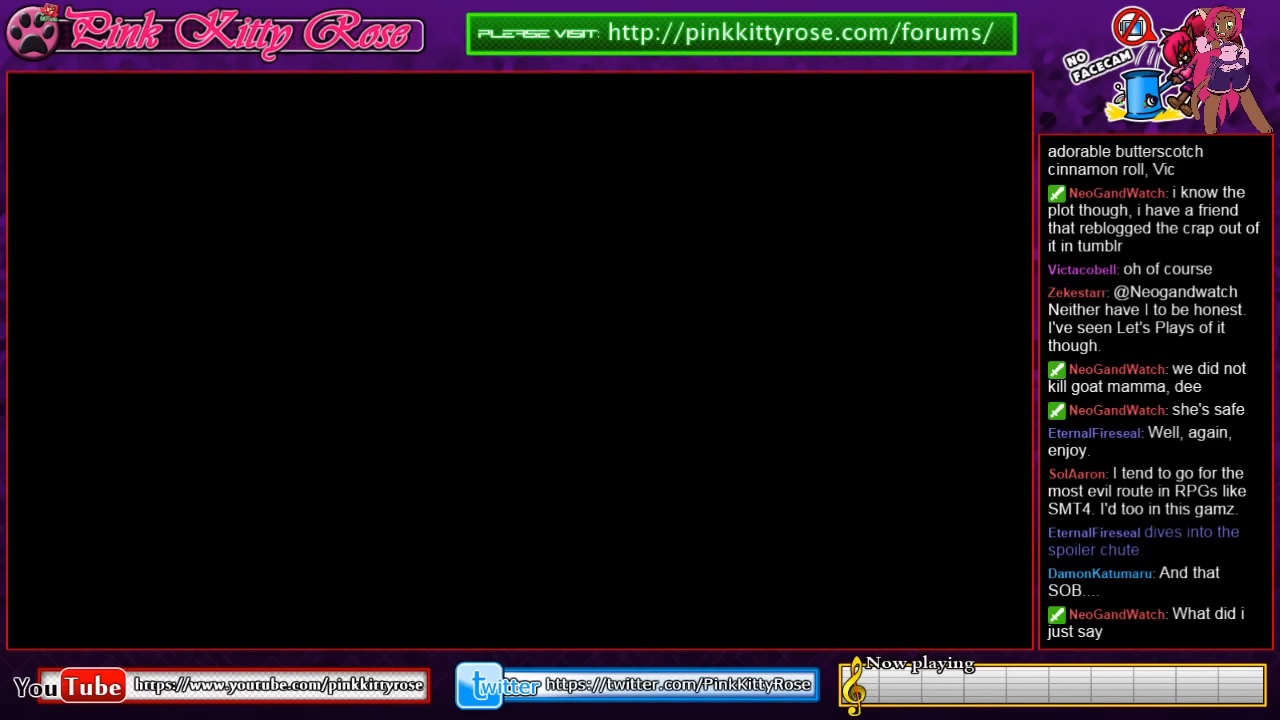 Pink Kitty Rose
PLEASE VISIT: http://pinkkittyrose.com/forums/
NO
FACECAM
adorable butterscotch
cinnamon roll, Vic
NeoGandWatch: i know the
plot though, i have a friend
that reblogged the crap out of
it in tumblr
Victacobell: oh of course
Zekestarr: @Neogandwatch
Neither have I to be honest.
I've seen Let's Plays of it
though.
NeoGandWatch: we did not
kill goat mamma, dee
NeoGandWatch: she's safe
EternalFireseal: Well, again,
enjoy.
SolAaron: I tend to go for the
most evil route in RPGs like
SMT4. I'd too in this gamz.
EternalFireseal dives into the
spoiler chute
DamonKatumaru: And that
SOB....
NeoGandWatch: What did i
just say
YouTube https://www.youtube.com/pinkkittyrose
twitter https://twitter.com/PinkKittyRose
Now playing